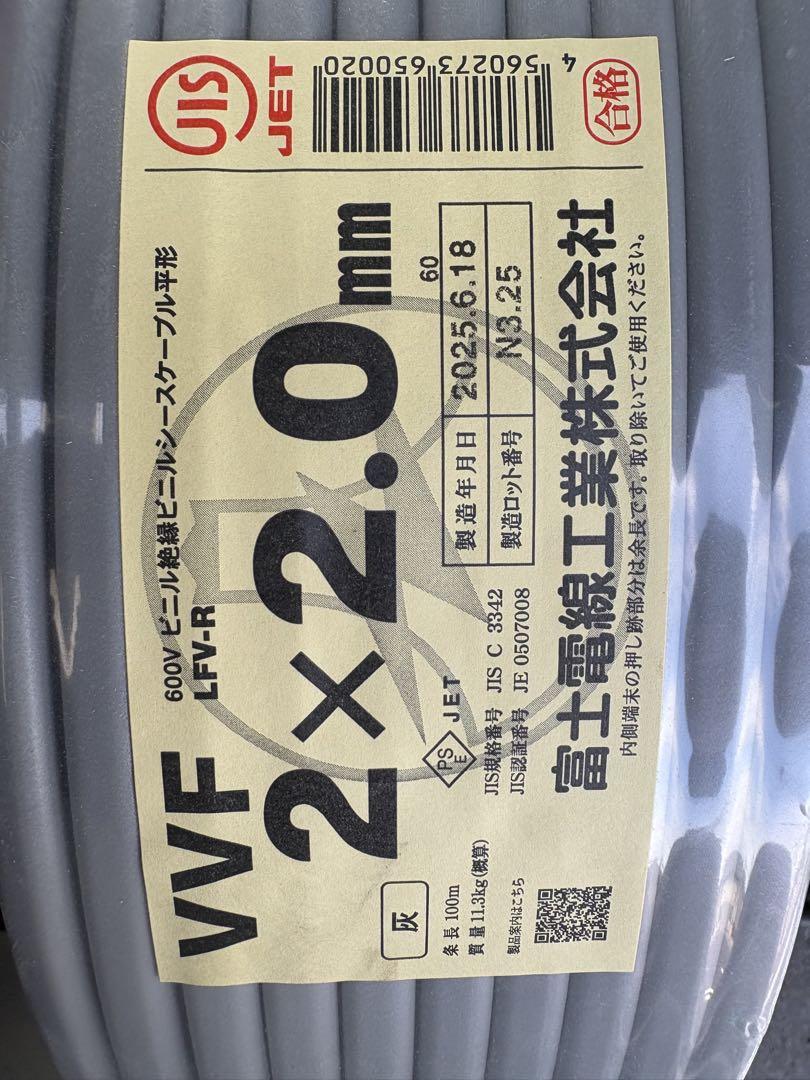 VVF
600V ビニル絶縁ビニルシースケーブル平形
LFV-R
2×2.0mm
灰
条長 100m
質量 11.3kg(概算)
製品案内はこちら
PS
E
JET
JIS規格番号 JIS C 3342
JIS認証番号 JE 0507008
60
製造年月日 2025.6.18
製造ロット番号 N3.25
富士電線工業株式会社
内側端末の押し跡部分は余長です。取り除いてご使用ください。
JIS
JET
4 560273 650020
合格